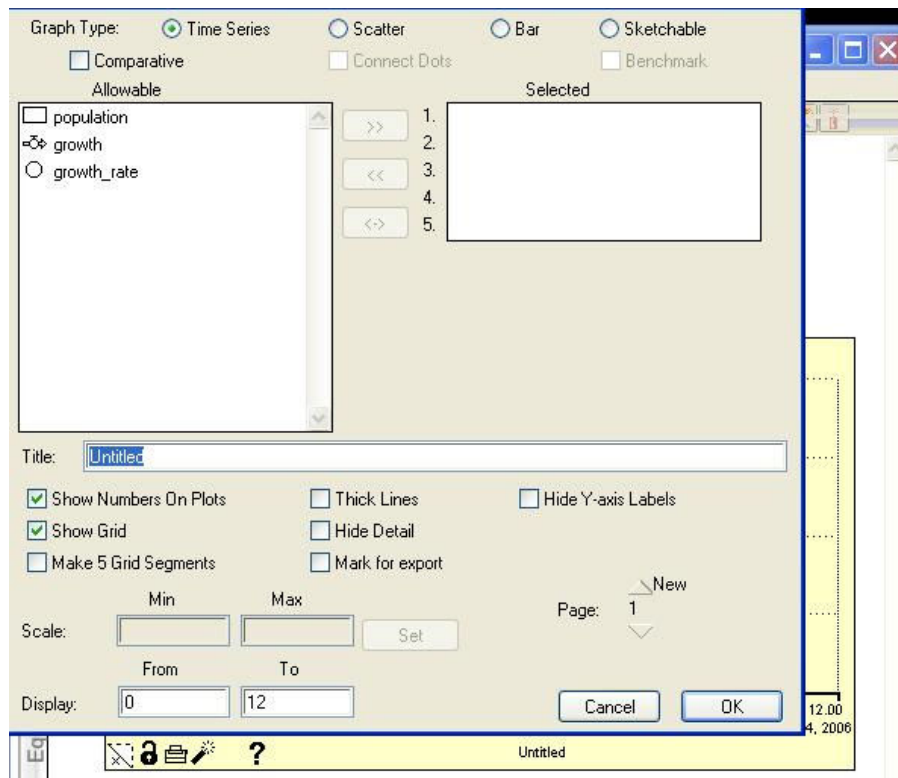 Graph Type: Time Series Scatter Bar Sketchable
Comparative Connect Dots Benchmark
Allowable Selected
population
growth
growth_rate
>> 1.
2.
<< 3.
4.
<-> 5.
Title: Untitled
Show Numbers On Plots Thick Lines Hide Y-axis Labels
Show Grid Hide Detail
Make 5 Grid Segments Mark for export
Min Max New
Scale: Set Page: 1
From To
Display: 0 12 Cancel OK
12.00
4, 2006
Eq
? Untitled